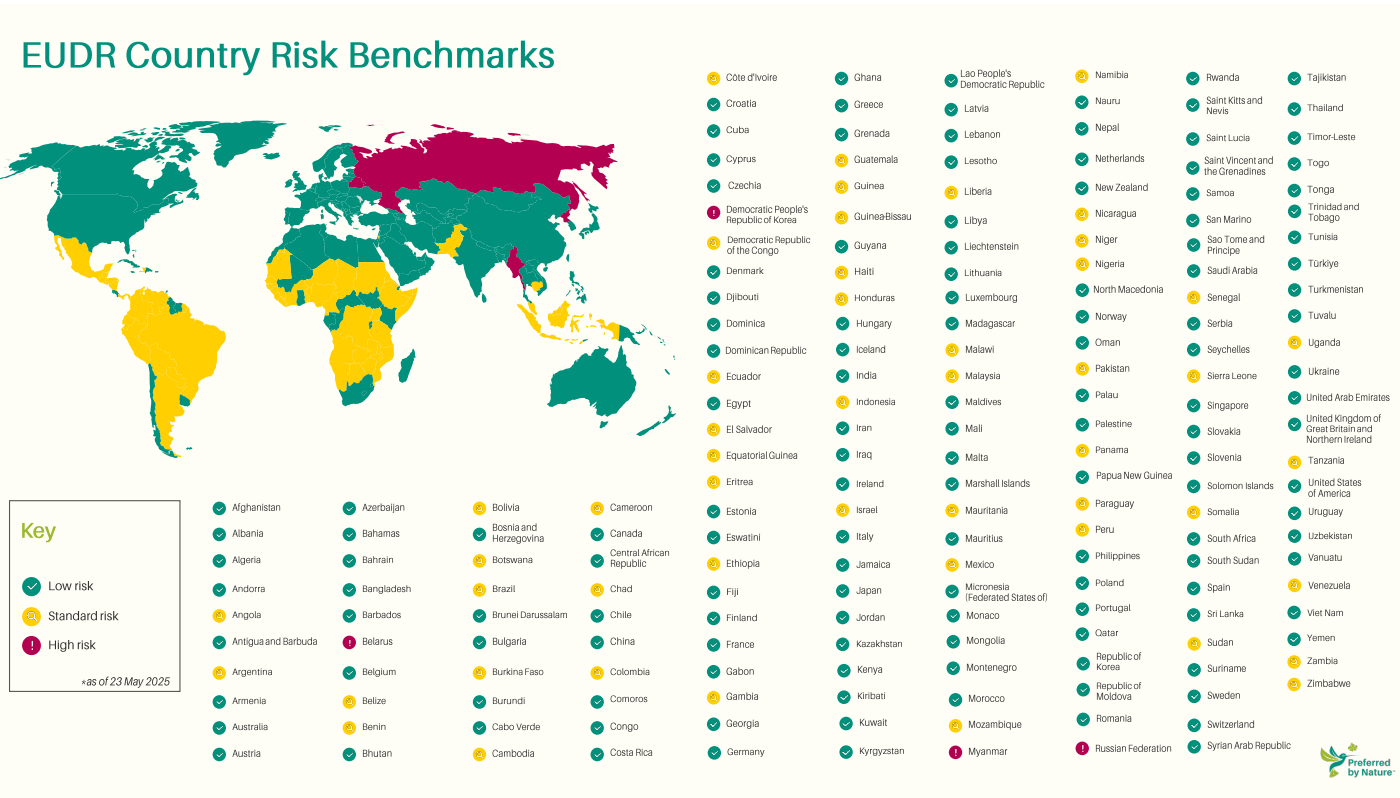 EUDR Country Risk Benchmarks
Key
Low risk
Standard risk
High risk
*as of 23 May 2025
Afghanistan
Albania
Algeria
Andorra
Angola
Antigua and Barbuda
Argentina
Armenia
Australia
Austria
Azerbaijan
Bahamas
Bahrain
Bangladesh
Barbados
Belarus
Belgium
Belize
Benin
Bhutan
Bolivia
Bosnia and
Herzegovina
Botswana
Brazil
Brunei Darussalam
Bulgaria
Burkina Faso
Burundi
Cabo Verde
Cambodia
Cameroon
Canada
Central African
Republic
Chad
Chile
China
Colombia
Comoros
Congo
Costa Rica
Côte d'Ivoire
Croatia
Cuba
Cyprus
Czechia
Democratic People's
Republic of Korea
Democratic Republic
of the Congo
Denmark
Djibouti
Dominica
Dominican Republic
Ecuador
Egypt
El Salvador
Equatorial Guinea
Eritrea
Estonia
Eswatini
Ethiopia
Fiji
Finland
France
Gabon
Gambia
Georgia
Germany
Ghana
Greece
Grenada
Guatemala
Guinea
Guinea-Bissau
Guyana
Haiti
Honduras
Hungary
Iceland
India
Indonesia
Iran
Iraq
Ireland
Israel
Italy
Jamaica
Japan
Jordan
Kazakhstan
Kenya
Kiribati
Kuwait
Kyrgyzstan
Lao People's
Democratic Republic
Latvia
Lebanon
Lesotho
Liberia
Libya
Liechtenstein
Lithuania
Luxembourg
Madagascar
Malawi
Malaysia
Maldives
Mali
Malta
Marshall Islands
Mauritania
Mauritius
Mexico
Micronesia
(Federated States of)
Monaco
Mongolia
Montenegro
Morocco
Mozambique
Myanmar
Namibia
Nauru
Nepal
Netherlands
New Zealand
Nicaragua
Niger
Nigeria
North Macedonia
Norway
Oman
Pakistan
Palau
Palestine
Panama
Papua New Guinea
Paraguay
Peru
Philippines
Poland
Portugal
Qatar
Republic of
Korea
Republic of
Moldova
Romania
Russian Federation
Rwanda
Saint Kitts and
Nevis
Saint Lucia
Saint Vincent and
the Grenadines
Samoa
San Marino
Sao Tome and
Principe
Saudi Arabia
Senegal
Serbia
Seychelles
Sierra Leone
Singapore
Slovakia
Slovenia
Solomon Islands
Somalia
South Africa
South Sudan
Spain
Sri Lanka
Sudan
Suriname
Sweden
Switzerland
Syrian Arab Republic
Tajikistan
Thailand
Timor-Leste
Togo
Tonga
Trinidad and
Tobago
Tunisia
Türkiye
Turkmenistan
Tuvalu
Uganda
Ukraine
United Arab Emirates
United Kingdom of
Great Britain and
Northern Ireland
Tanzania
United States
of America
Uruguay
Uzbekistan
Vanuatu
Venezuela
Viet Nam
Yemen
Zambia
Zimbabwe
Preferred
by Nature